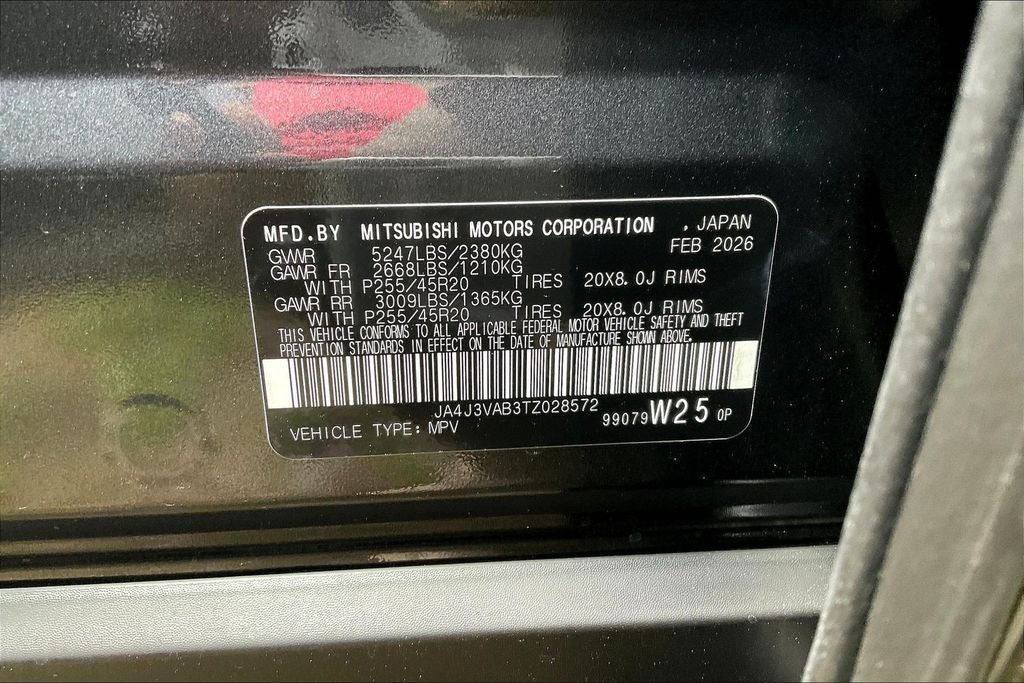 MFD.BY MITSUBISHI MOTORS CORPORATION , JAPAN
GVWR 5247LBS/2380KG FEB 2026
GAWR FR 2668LBS/1210KG
WITH P255/45R20 TIRES 20X8.0J RIMS
GAWR RR 3009LBS/1365KG
WITH P255/45R20 TIRES 20X8.0J RIMS
THIS VEHICLE CONFORMS TO ALL APPLICABLE FEDERAL MOTOR VEHICLE SAFETY AND THEFT
PREVENTION STANDARDS IN EFFECT ON THE DATE OF MANUFACTURE SHOWN ABOVE.
JA4J3VAB3TZ028572
99079 W25 0P
VEHICLE TYPE: MPV